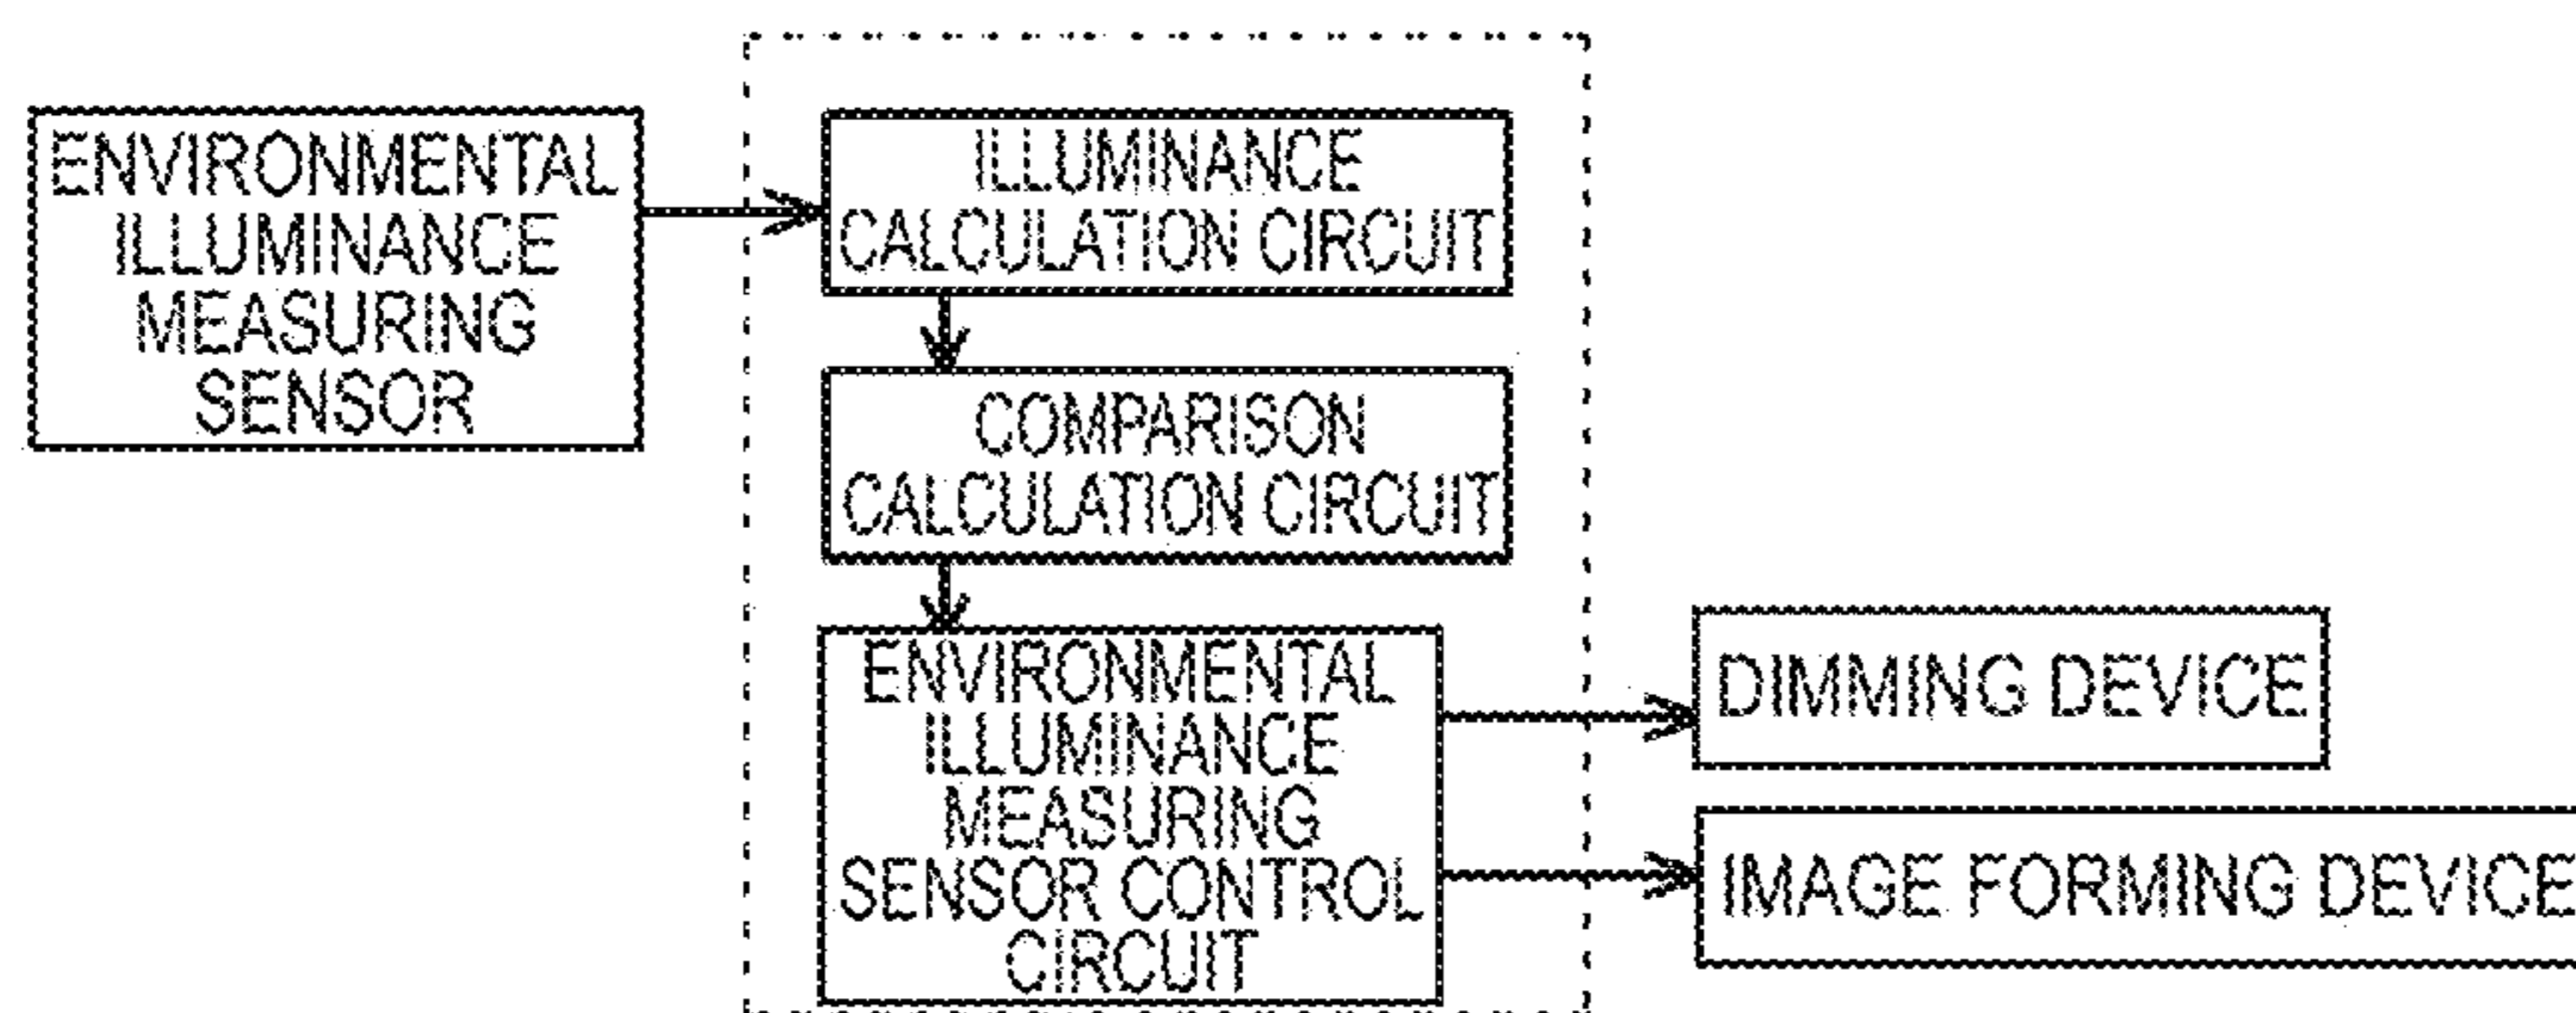 ENVIRONMENTAL
ILLUMINANCE
MEASURING
SENSOR
ILLUMINANCE
CALCULATION CIRCUIT
COMPARISON
CALCULATION CIRCUIT
ENVIRONMENTAL
ILLUMINANCE
MEASURING
SENSOR CONTROL
CIRCUIT
DIMMING DEVICE
IMAGE FORMING DEVICE